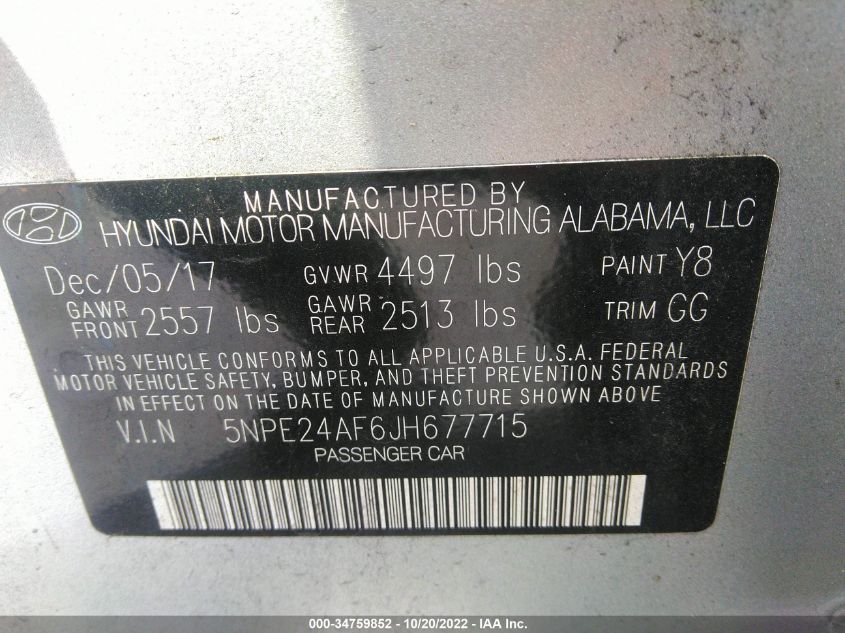 MANUFACTURED BY
HYUNDAI MOTOR MANUFACTURING ALABAMA, LLC
Dec/05/17 GVWR 4497 lbs PAINT Y8
GAWR FRONT 2557 lbs GAWR REAR 2513 lbs TRIM GG
THIS VEHICLE CONFORMS TO ALL APPLICABLE U.S.A. FEDERAL
MOTOR VEHICLE SAFETY, BUMPER, AND THEFT PREVENTION STANDARDS
IN EFFECT ON THE DATE OF MANUFACTURE SHOWN ABOVE
V.I.N 5NPE24AF6JH677715
PASSENGER CAR
000-34759852 - 10/20/2022 - IAA Inc.